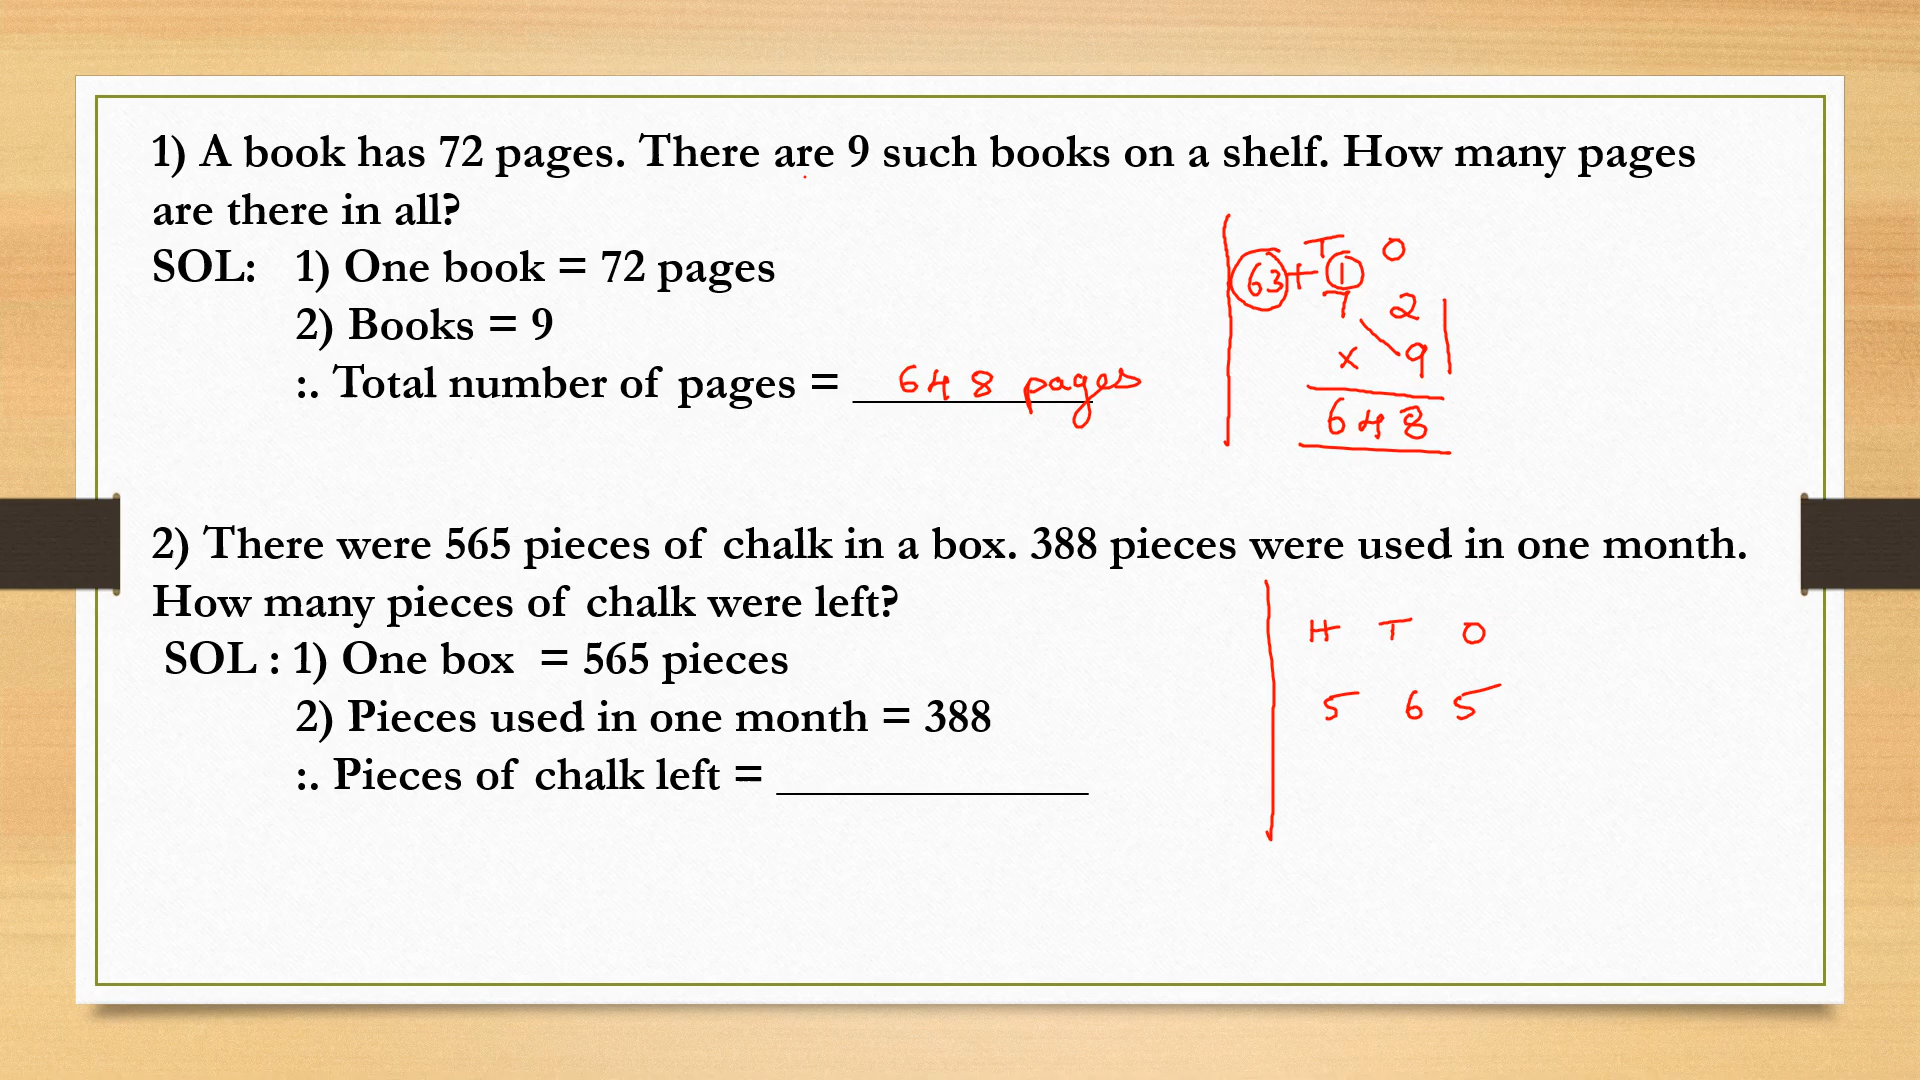 1) A book has 72 pages. There are 9 such books on a shelf. How many pages
are there in all?
SOL: 1) One book = 72 pages
2) Books = 9
:. Total number of pages = 648 pages
T O
63 + 1
7 2
x 9
648
2) There were 565 pieces of chalk in a box. 388 pieces were used in one month.
How many pieces of chalk were left?
SOL : 1) One box = 565 pieces
2) Pieces used in one month = 388
:. Pieces of chalk left = ______________
H T O
5 6 5